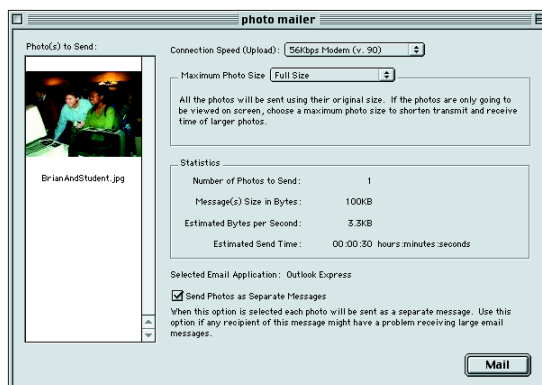 photo mailer
Photo(s) to Send:
BrianAndStudent.jpg
Connection Speed (Upload): 56Kbps Modem (v. 90)
Maximum Photo Size Full Size
All the photos will be sent using their original size. If the photos are only going
be viewed on screen, choose a maximum photo size to shorten transmit and receive
time of larger photos.
Statistics
Number of Photos to Send: 1
Message(s) Size in Bytes: 100KB
Estimated Bytes per Second: 3.3KB
Estimated Send Time: 00:00:30 hours:minutes:seconds
Selected Email Application: Outlook Express
Send Photos as Separate Messages
When this option is selected each photo will be sent as a separate message. Use this
option if any recipient of this message might have a problem receiving large email
messages.
Mail